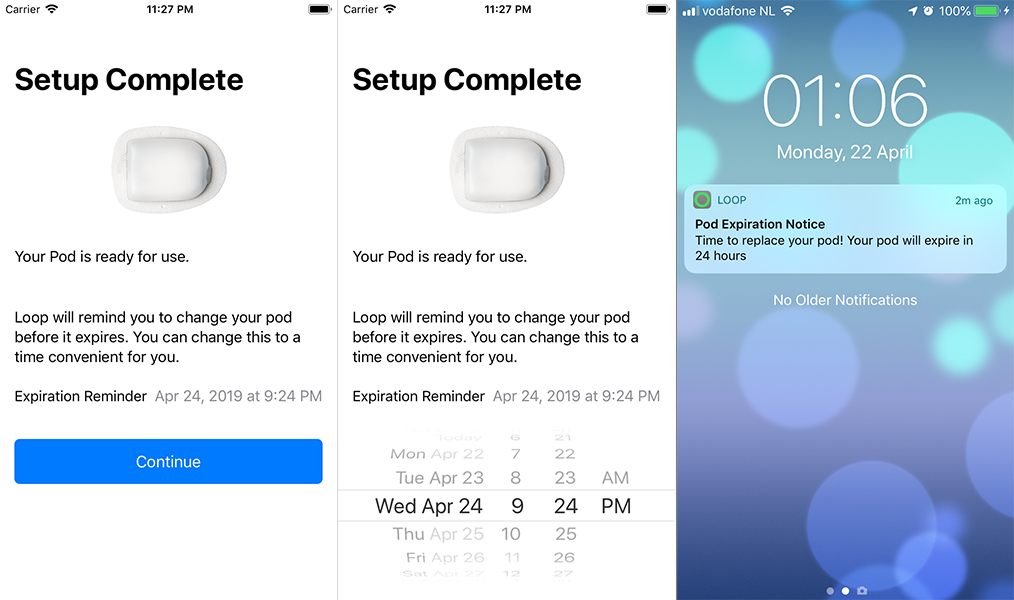 Carrier 11:27 PM
Setup Complete
Your Pod is ready for use.
Loop will remind you to change your pod
before it expires. You can change this to a
time convenient for you.
Expiration Reminder Apr 24, 2019 at 9:24 PM
Continue
Carrier 11:27 PM
Setup Complete
Your Pod is ready for use.
Loop will remind you to change your pod
before it expires. You can change this to a
time convenient for you.
Expiration Reminder Apr 24, 2019 at 9:24 PM
Today 6 21
Mon Apr 22 7 22
Tue Apr 23 8 23 AM
Wed Apr 24 9 24 PM
Thu Apr 25 10 25
Fri Apr 26 11 26
Sat Apr 27 12 27
vodafone NL 100%
01:06
Monday, 22 April
LOOP 2m ago
Pod Expiration Notice
Time to replace your pod! Your pod will expire in
24 hours
No Older Notifications